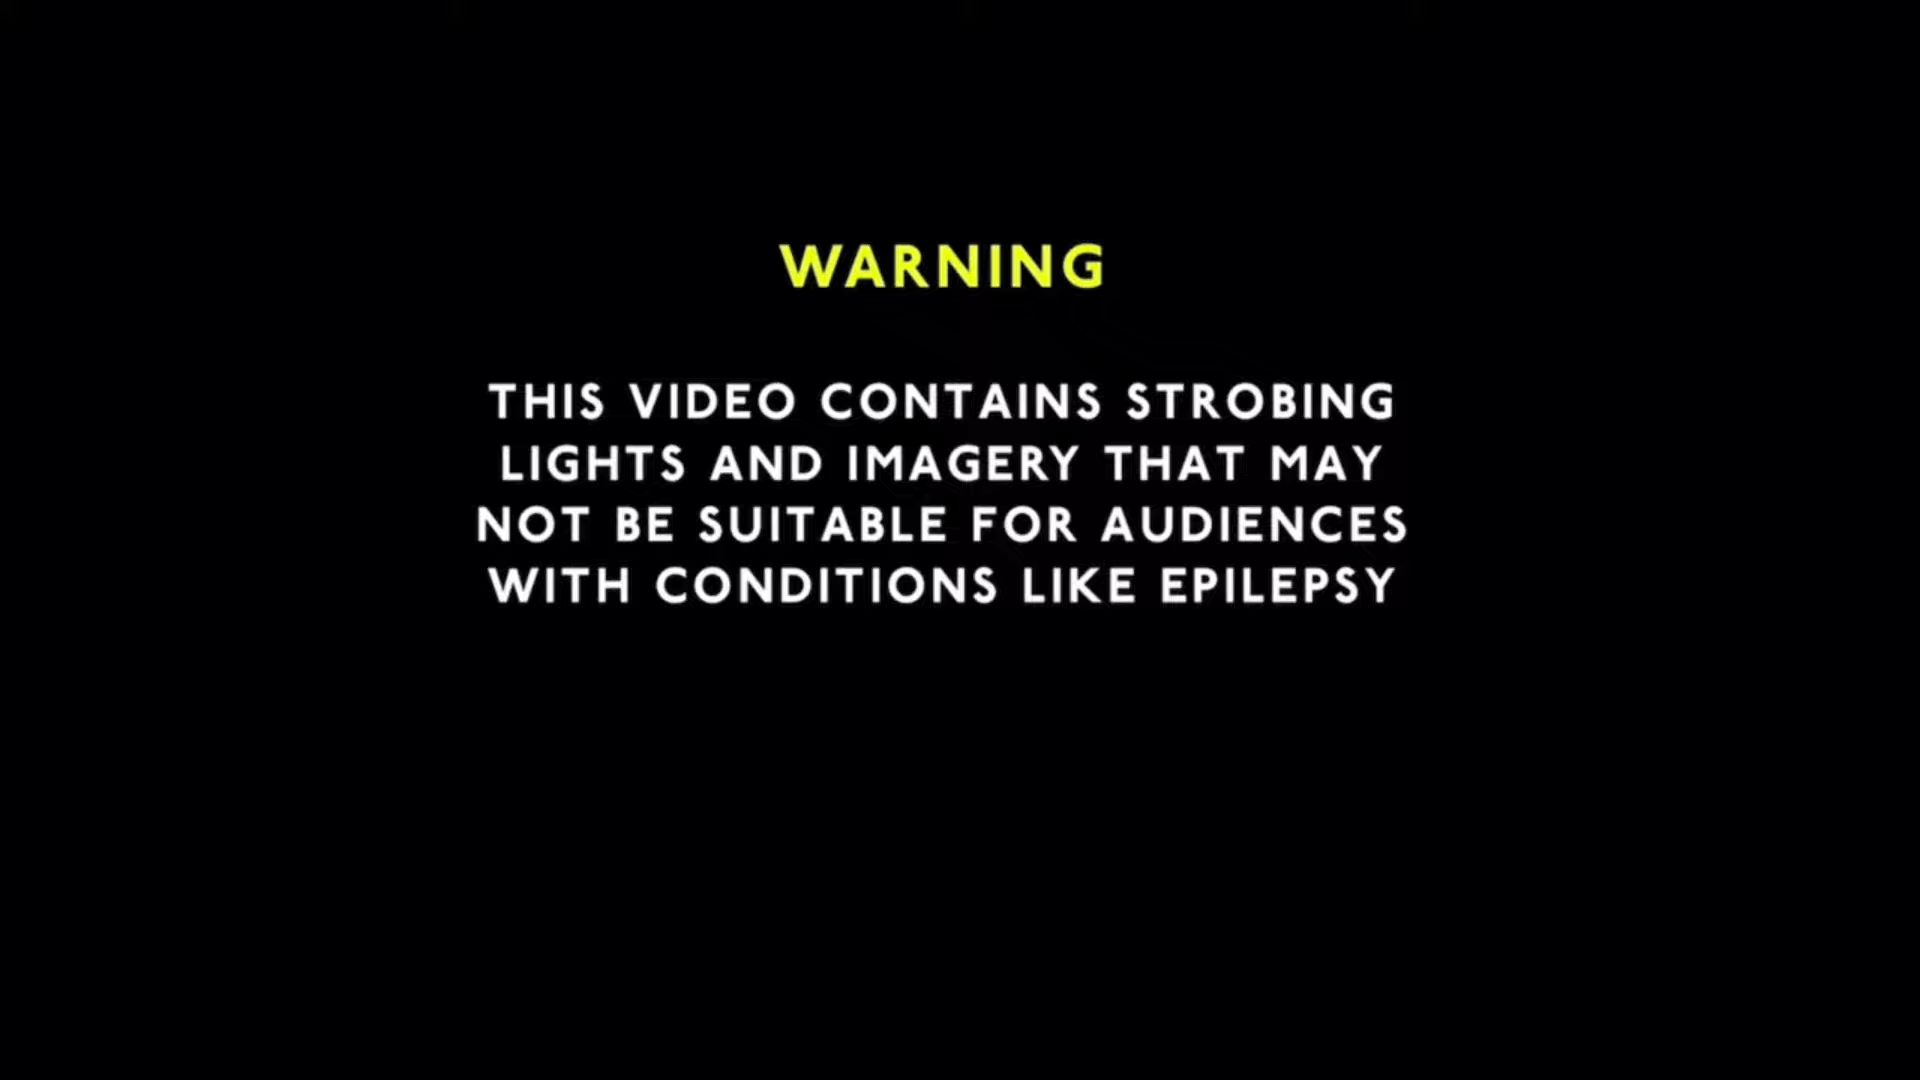 WARNING
THIS VIDEO CONTAINS STROBING
LIGHTS AND IMAGERY THAT MAY
NOT BE SUITABLE FOR AUDIENCES
WITH CONDITIONS LIKE EPILEPSY